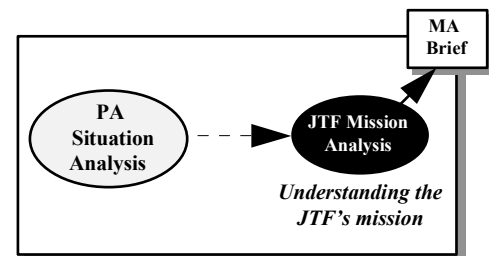 MA
Brief
PA
Situation
Analysis
JTF Mission
Analysis
Understanding the
JTF's mission